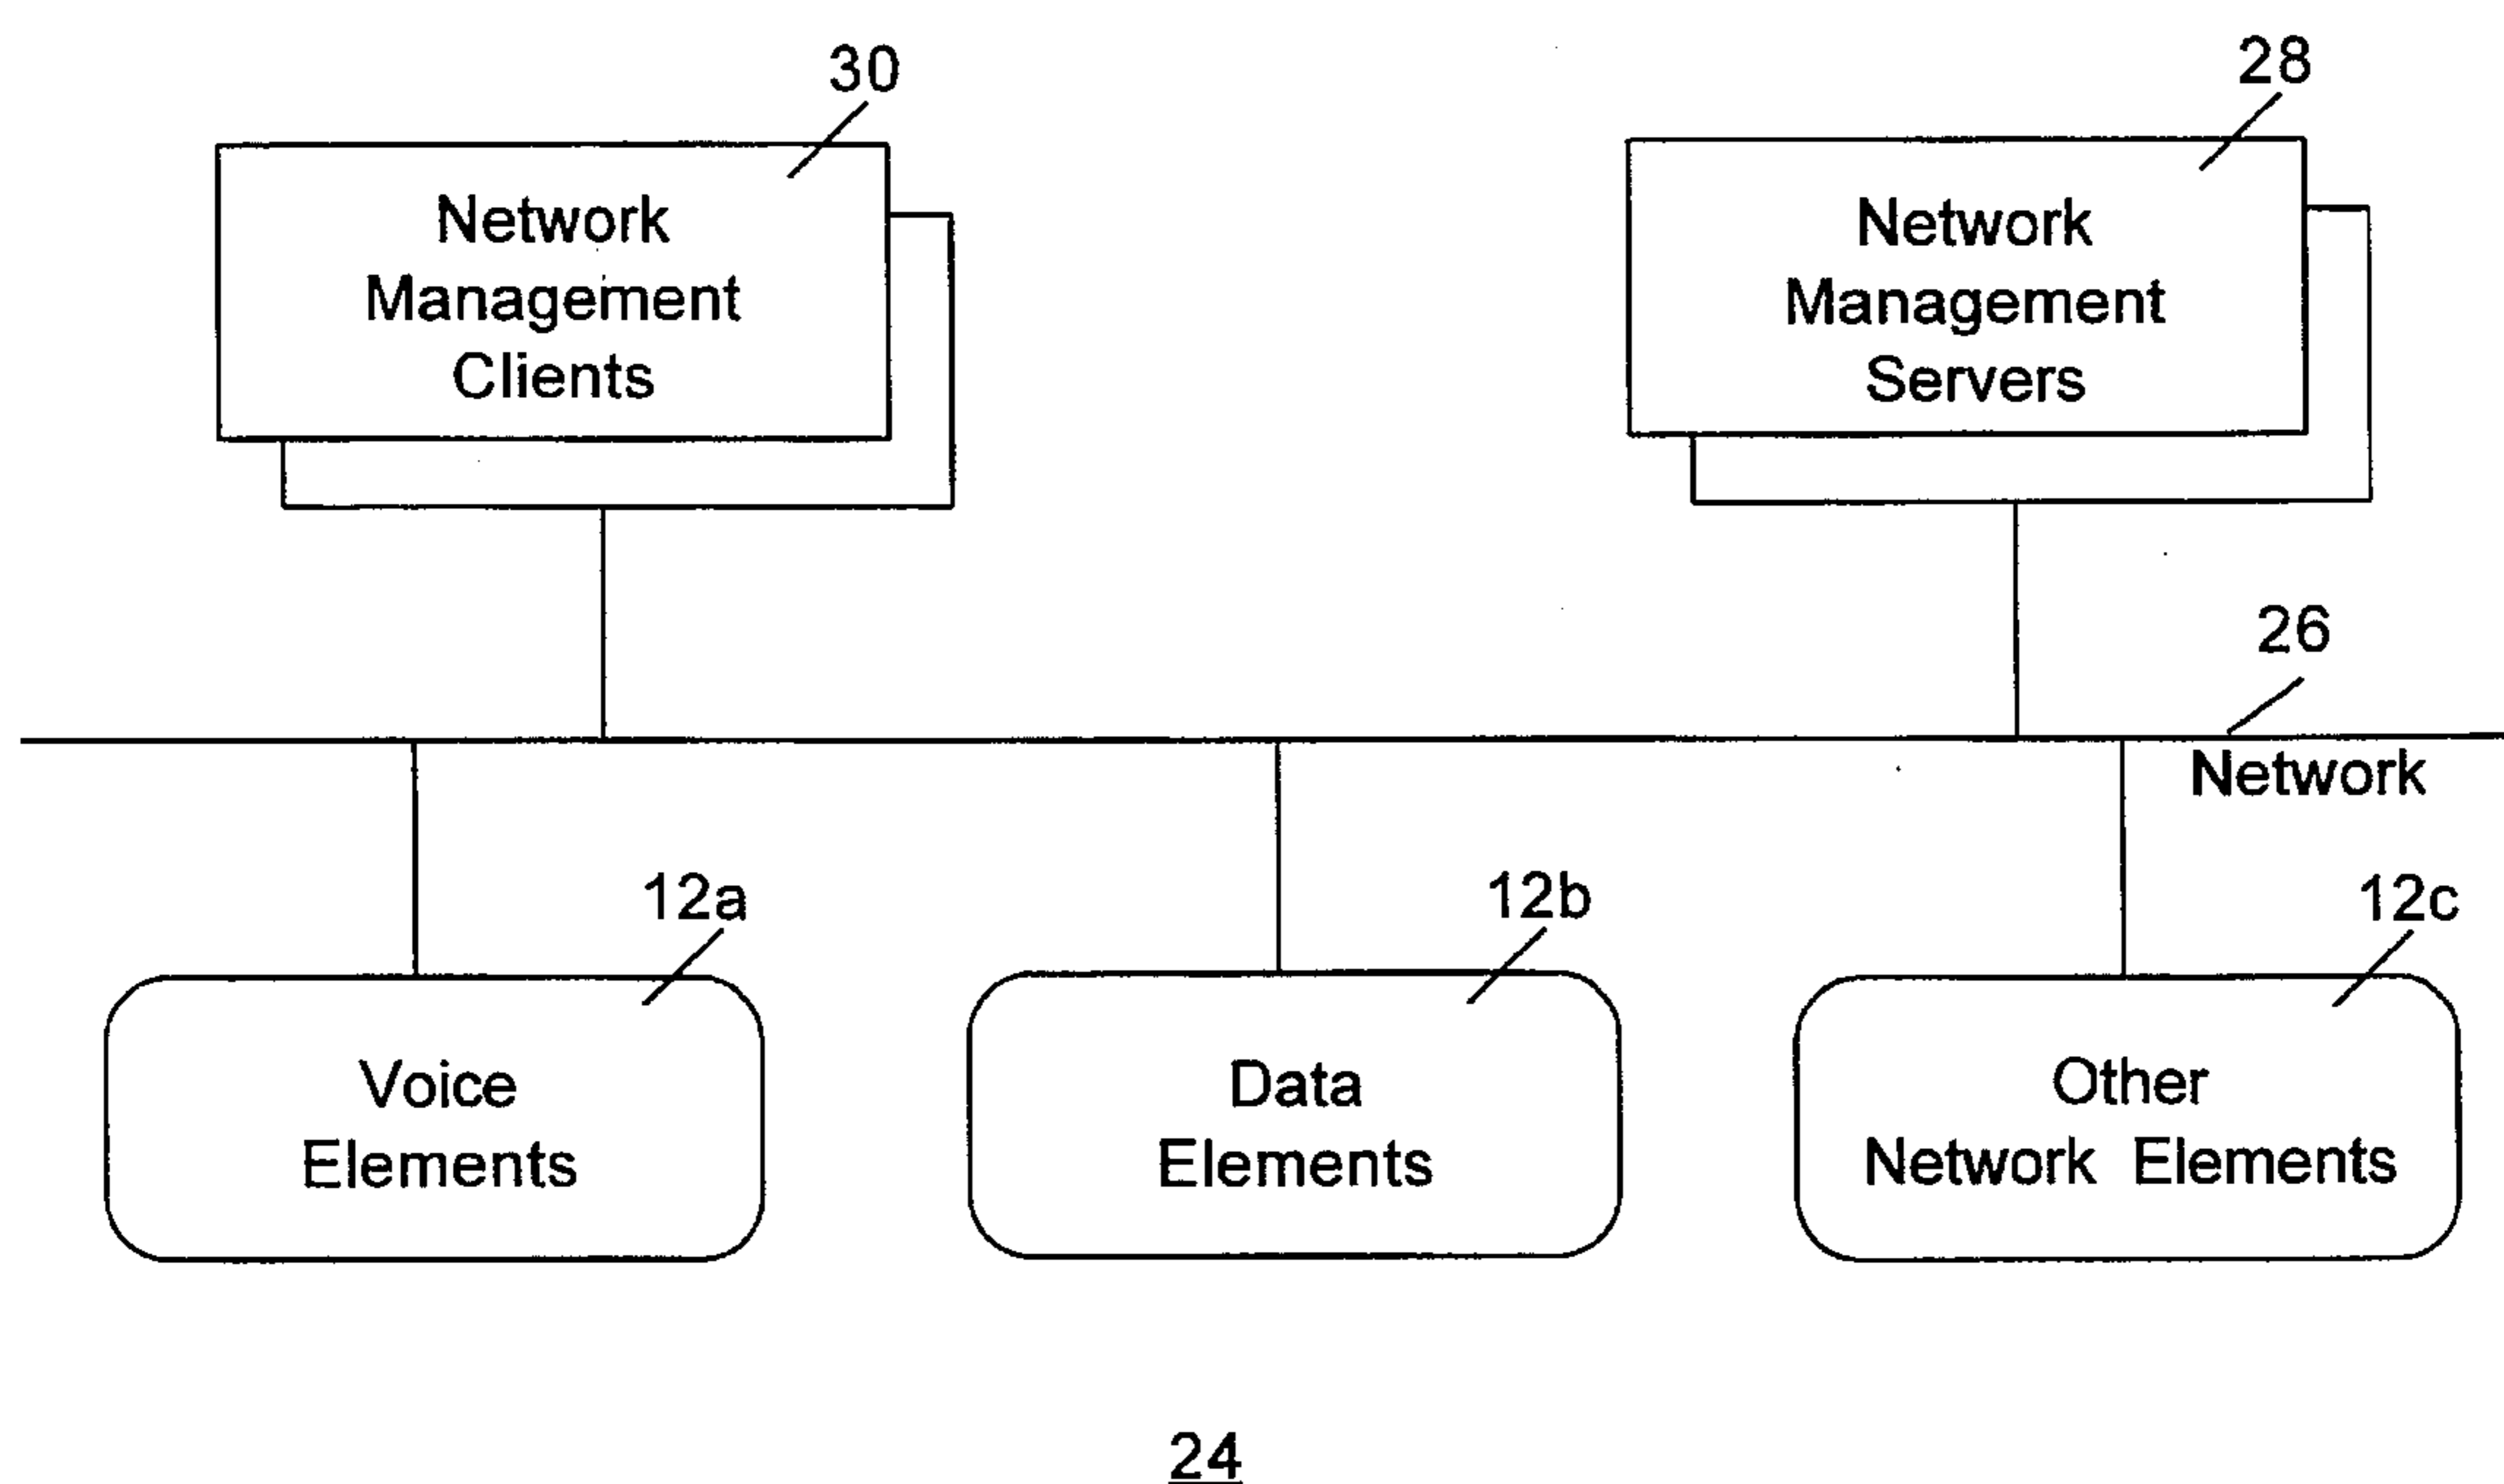 30
28
Network
Management
Clients
Network
Management
Servers
26
Network
12a
12b
12c
Voice
Elements
Data
Elements
Other
Network Elements
24